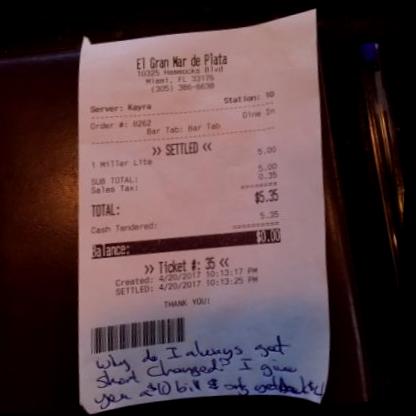 El Gran Mar de Plata
10325 Hammocks Blvd
Miami, FL 33196
(305) 386-6630
Server: Kayra
Station: 10
Order #: 8262
Dine In
Bar Tab: Bar Tab
>> SETTLED <<
1 Miller Lite 5.00
SUB TOTAL: 5.00
Sales Tax: 0.35
TOTAL: $5.35
Cash Tendered: 5.35
Balance: $0.00
>> Ticket #: 35 <<
Created: 4/20/2017 10:13:17 PM
SETTLED: 4/20/2017 10:13:25 PM
THANK YOU!
Why do I always get
short changed? I gave
you a $10 bill & only